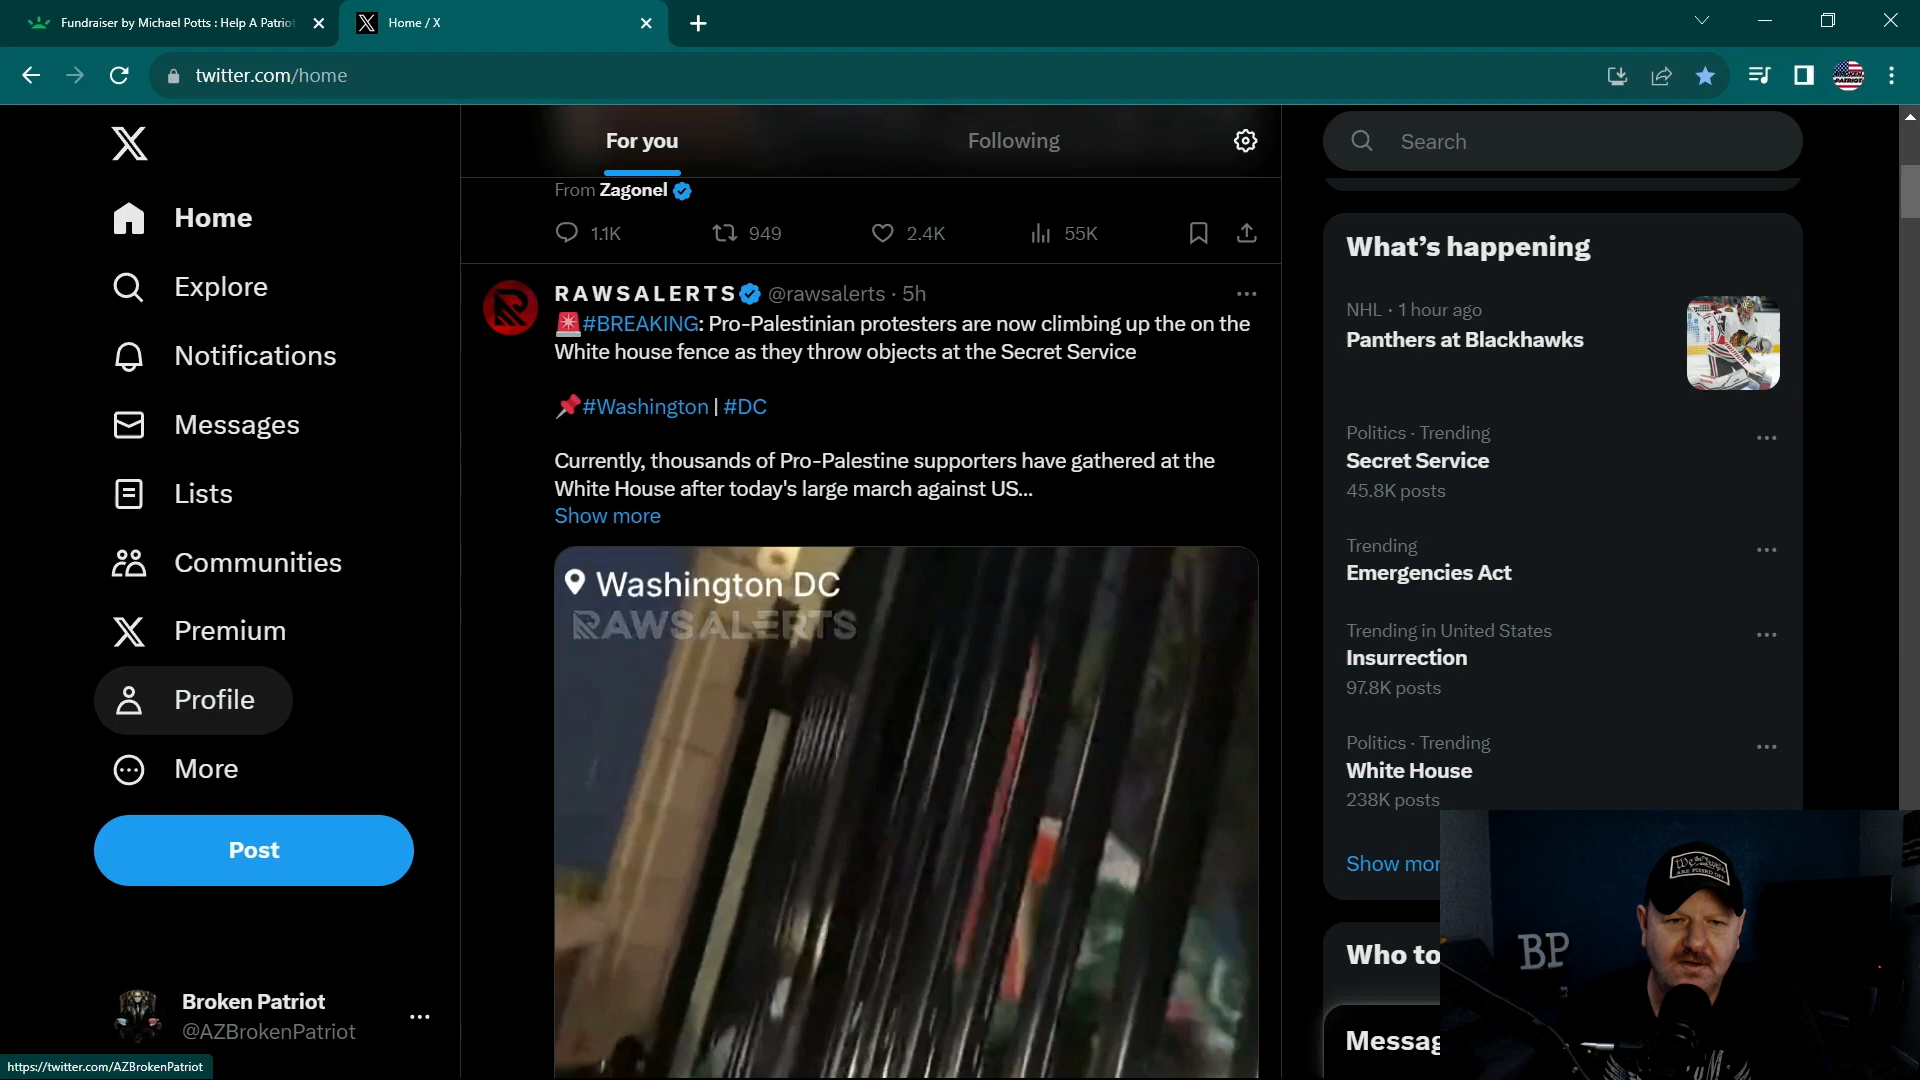 Fundraiser by Michael Potts : Help A Patriot
Home / X
twitter.com/home
For you
Following
Search
From Zagonel
1.1K
949
2.4K
55K
Home
Explore
Notifications
Messages
Lists
Communities
Premium
Profile
More
Post
Broken Patriot
@AZBrokenPatriot
https://twitter.com/AZBrokenPatriot
RAWSALERTS @rawsalerts · 5h
#BREAKING: Pro-Palestinian protesters are now climbing up the on the
White house fence as they throw objects at the Secret Service
#Washington | #DC
Currently, thousands of Pro-Palestine supporters have gathered at the
White House after today's large march against US...
Show more
Washington DC
RAWSALERTS
What's happening
NHL · 1 hour ago
Panthers at Blackhawks
Politics · Trending
Secret Service
45.8K posts
Trending
Emergencies Act
Trending in United States
Insurrection
97.8K posts
Politics · Trending
White House
238K posts
Show mor
Who to
Messag
BP
We the People
ARE PISSED OFF